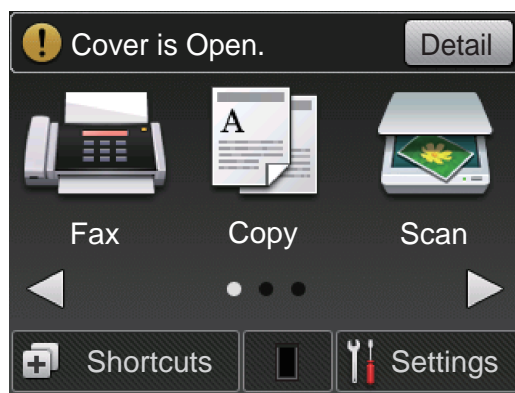 Cover is Open.
Detail
A
Fax
Copy
Scan
Shortcuts
Settings